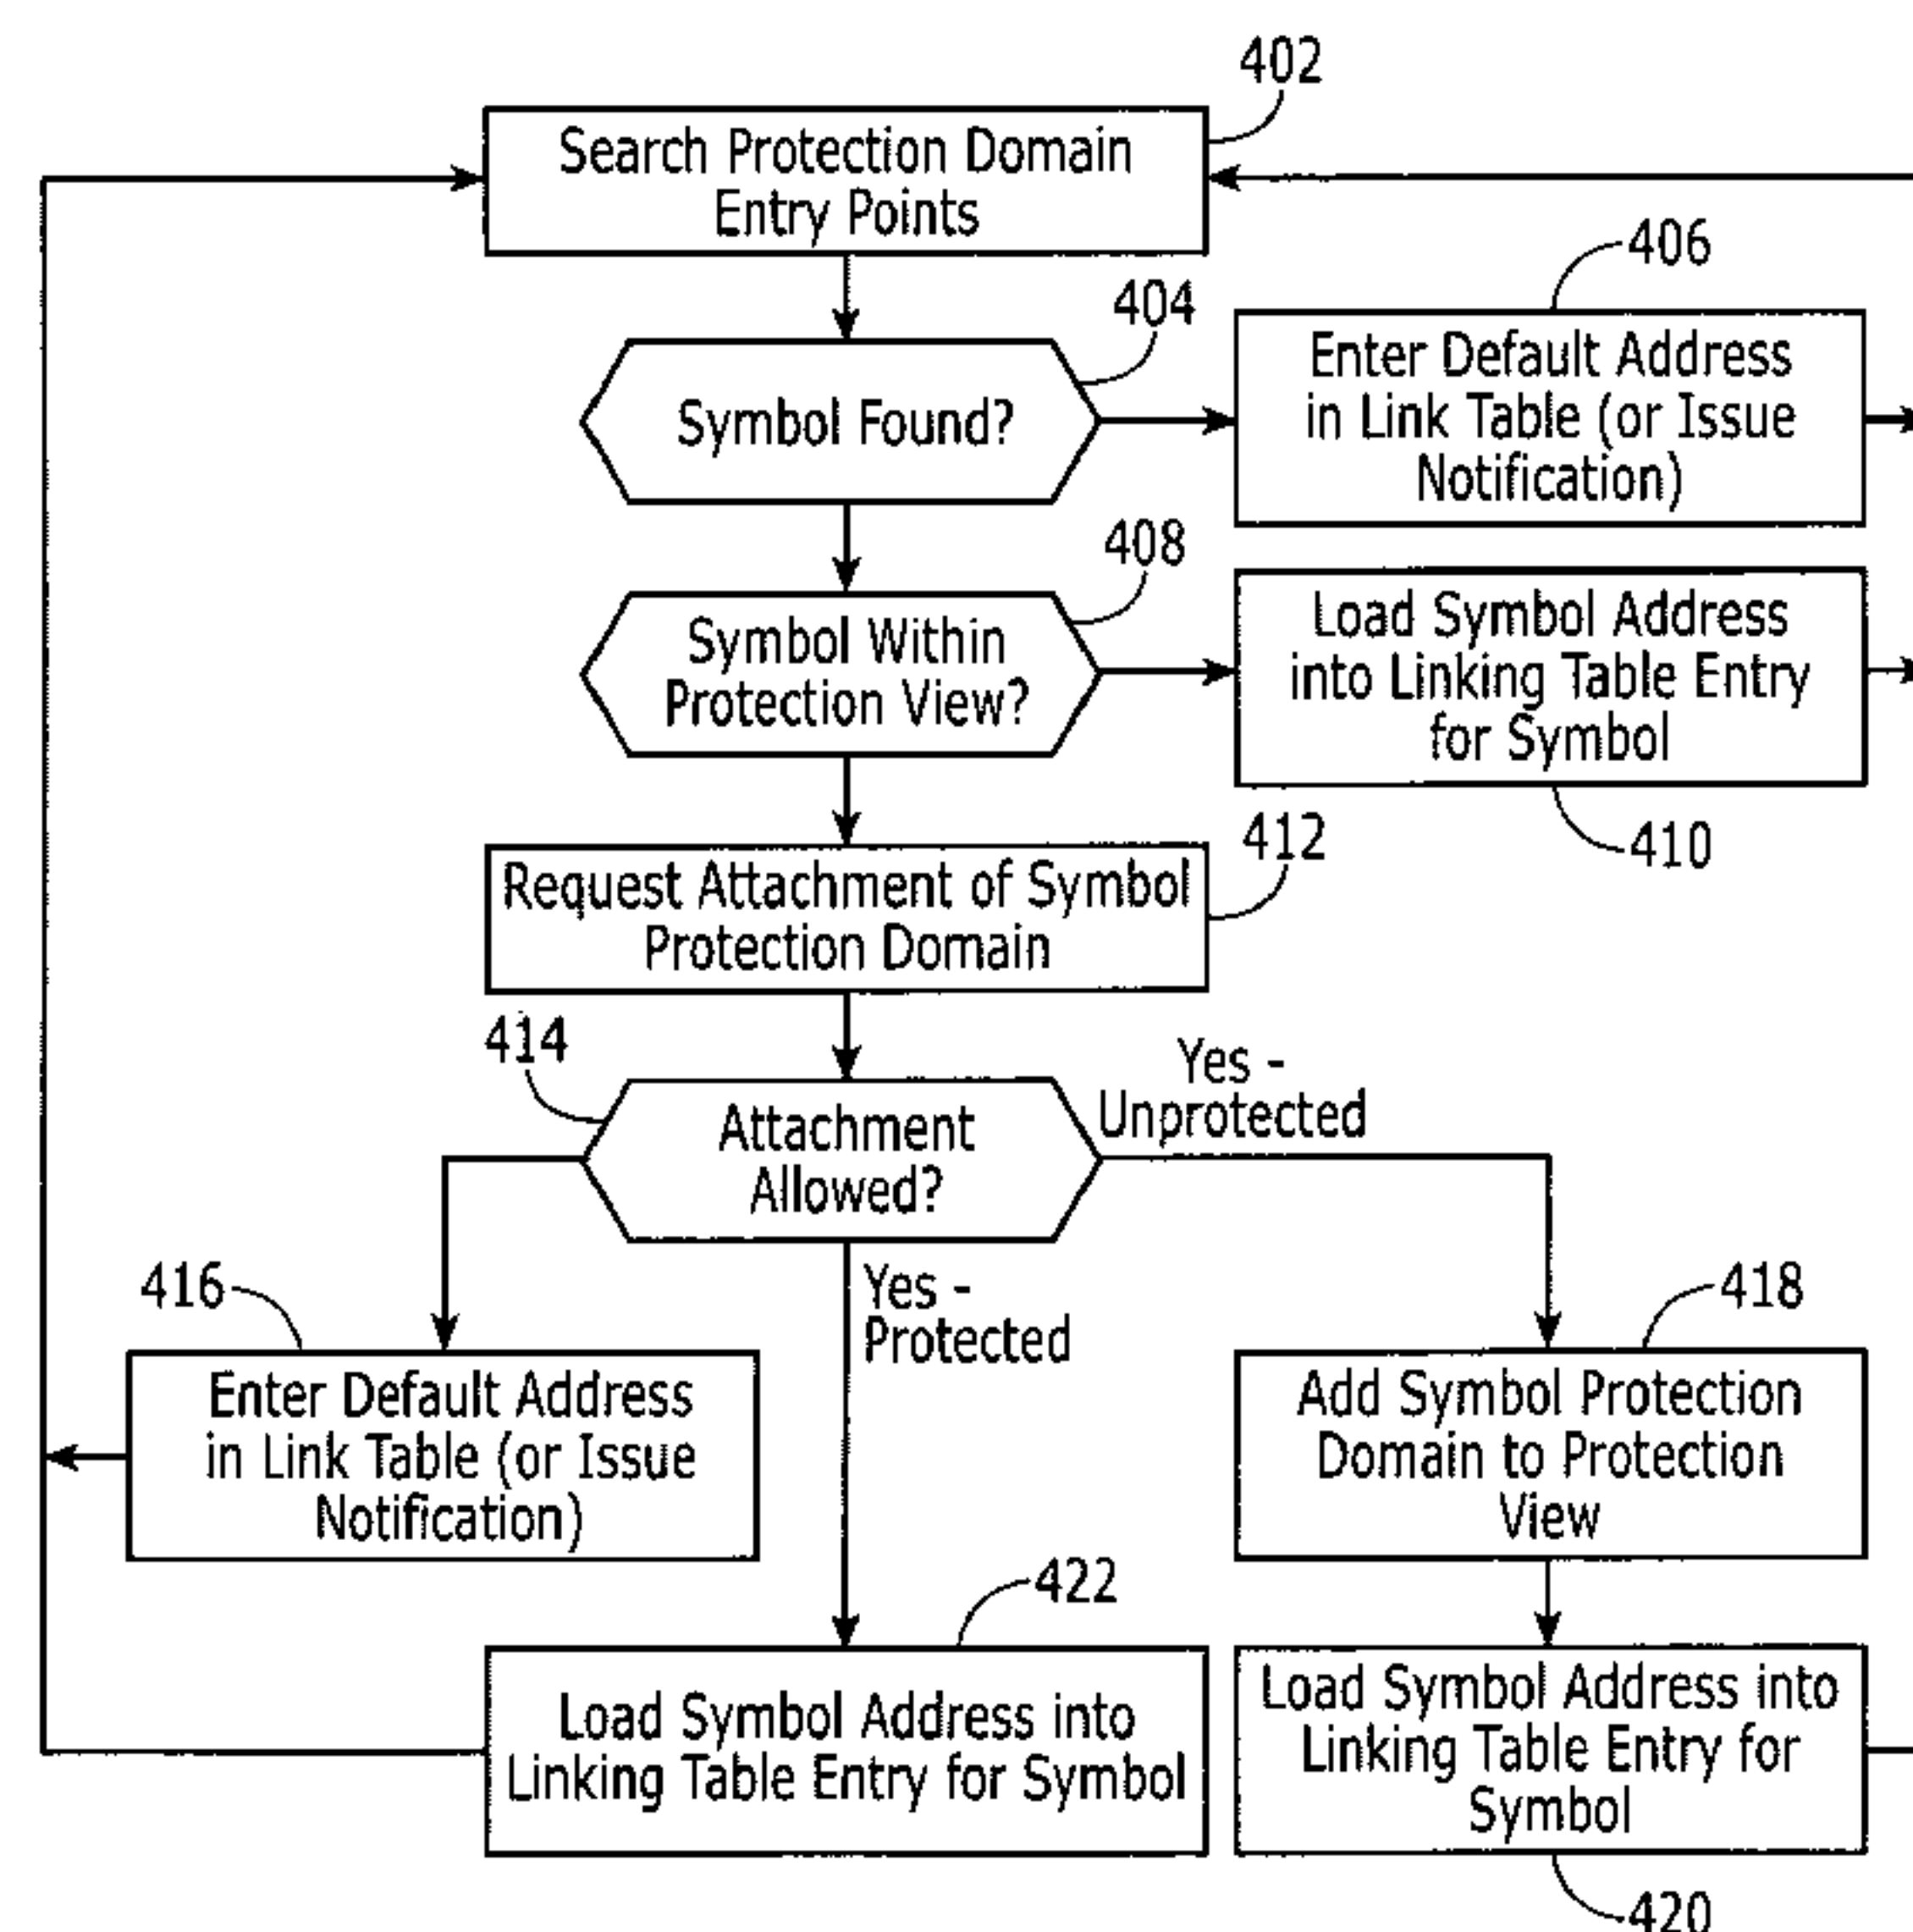 402
Search Protection Domain
Entry Points
404
Symbol Found?
406
Enter Default Address
in Link Table (or Issue
Notification)
408
Symbol Within
Protection View?
Load Symbol Address
into Linking Table Entry
for Symbol
410
412
Request Attachment of Symbol
Protection Domain
414
Attachment
Allowed?
Yes -
Unprotected
Yes -
Protected
416
Enter Default Address
in Link Table (or Issue
Notification)
418
Add Symbol Protection
Domain to Protection
View
422
Load Symbol Address into
Linking Table Entry for Symbol
Load Symbol Address into
Linking Table Entry for
Symbol
420